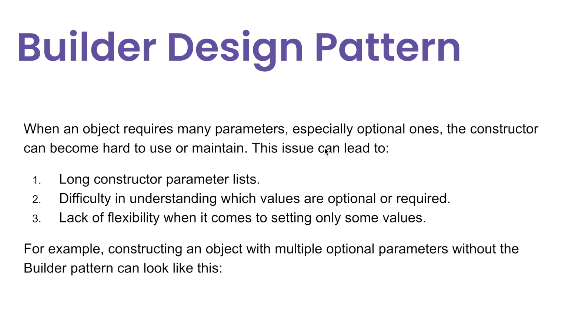 Builder Design Pattern
When an object requires many parameters, especially optional ones, the constructor
can become hard to use or maintain. This issue can lead to:
1. Long constructor parameter lists.
2. Difficulty in understanding which values are optional or required.
3. Lack of flexibility when it comes to setting only some values.
For example, constructing an object with multiple optional parameters without the
Builder pattern can look like this: